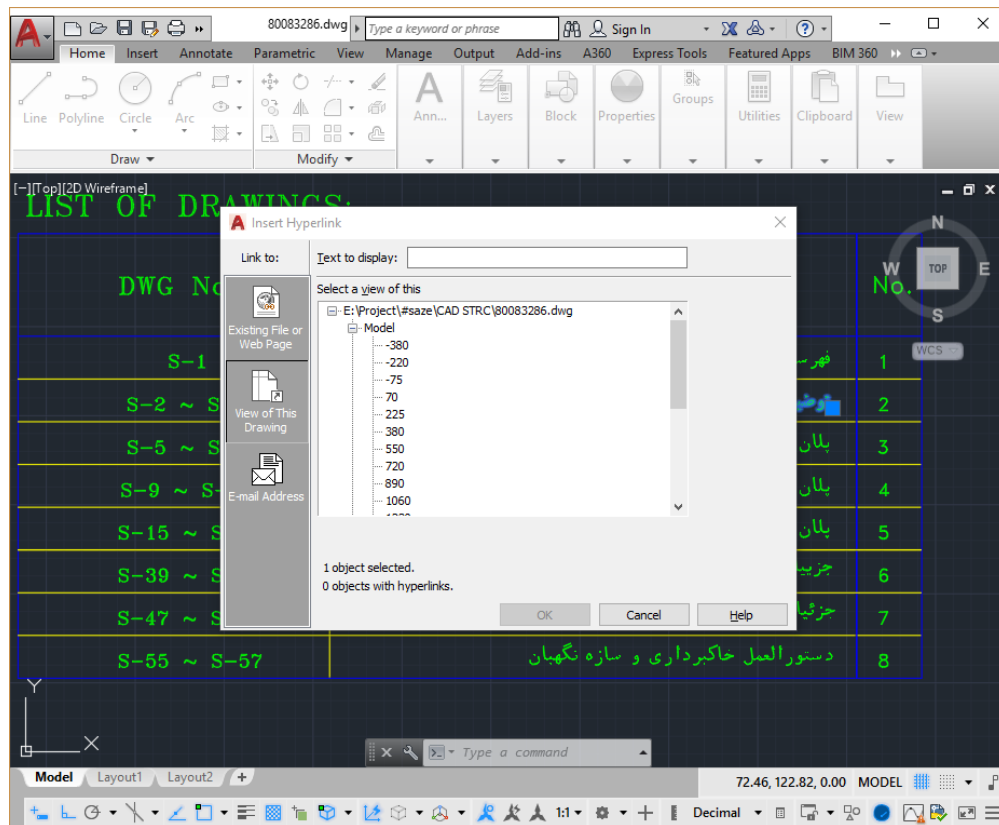 80083286.dwg Type a keyword or phrase Sign In
Home Insert Annotate Parametric View Manage Output Add-ins A360 Express Tools Featured Apps BIM 360
Line Polyline Circle Arc Ann... Layers Block Properties Groups Utilities Clipboard View
Draw Modify
[-][Top][2D Wireframe]
LIST OF DRAWINGS:
Insert Hyperlink
Link to:
Text to display:
Select a view of this
Existing File or
Web Page
View of This
Drawing
E-mail Address
E:\Project\#saze\CAD STRC\80083286.dwg
Model
-380
-220
-75
70
225
380
550
720
890
1060
1 object selected.
0 objects with hyperlinks.
OK Cancel Help
N
W TOP E
S
WCS
DWG No No.
S-1 1
S-2 ~ S 2
S-5 ~ S پلان 3
S-9 ~ S- پلان 4
S-15 ~ S پلان 5
S-39 ~ S 6
S-47 ~ S 7
S-55 ~ S-57 دستورالعمل خاکبرداری و سازه نگهبان 8
Y
X
Type a command
Model Layout1 Layout2 +
72.46, 122.82, 0.00 MODEL
1:1 Decimal